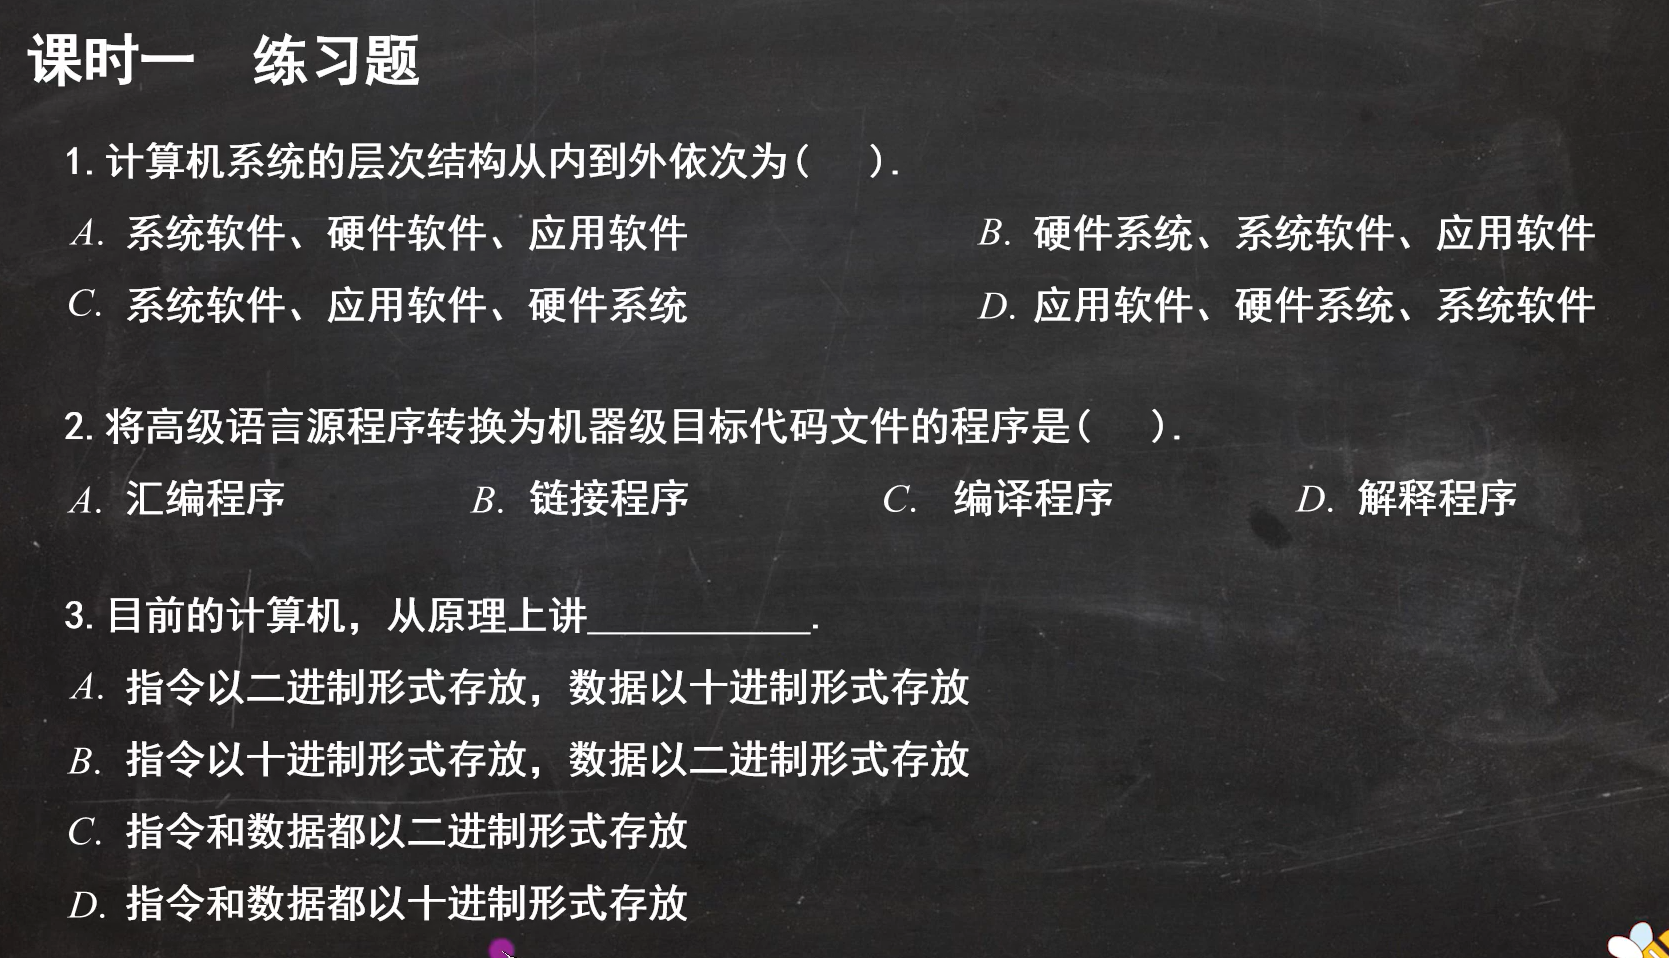 课时一 练习题
1.计算机系统的层次结构从内到外依次为( ).
A. 系统软件、硬件软件、应用软件 B. 硬件系统、系统软件、应用软件
C. 系统软件、应用软件、硬件系统 D. 应用软件、硬件系统、系统软件
2.将高级语言源程序转换为机器级目标代码文件的程序是( ).
A. 汇编程序 B. 链接程序 C. 编译程序 D. 解释程序
3.目前的计算机，从原理上讲___________.
A. 指令以二进制形式存放，数据以十进制形式存放
B. 指令以十进制形式存放，数据以二进制形式存放
C. 指令和数据都以二进制形式存放
D. 指令和数据都以十进制形式存放